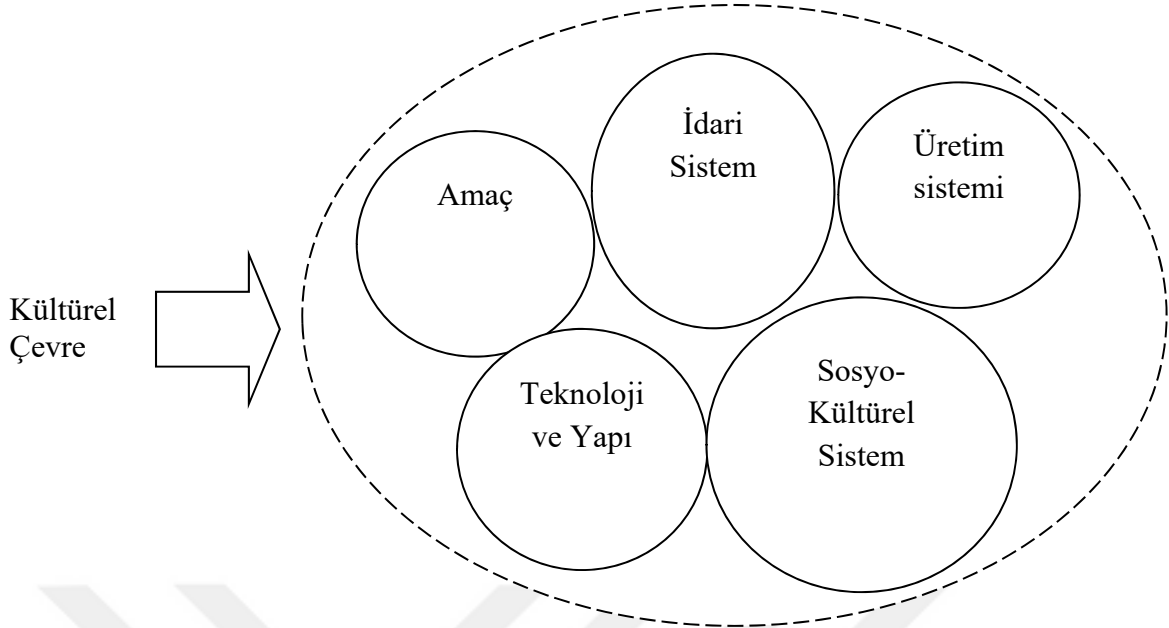 Kültürel
Çevre
Amaç
İdari
Sistem
Üretim
sistemi
Teknoloji
ve Yapı
Sosyo-
Kültürel
Sistem